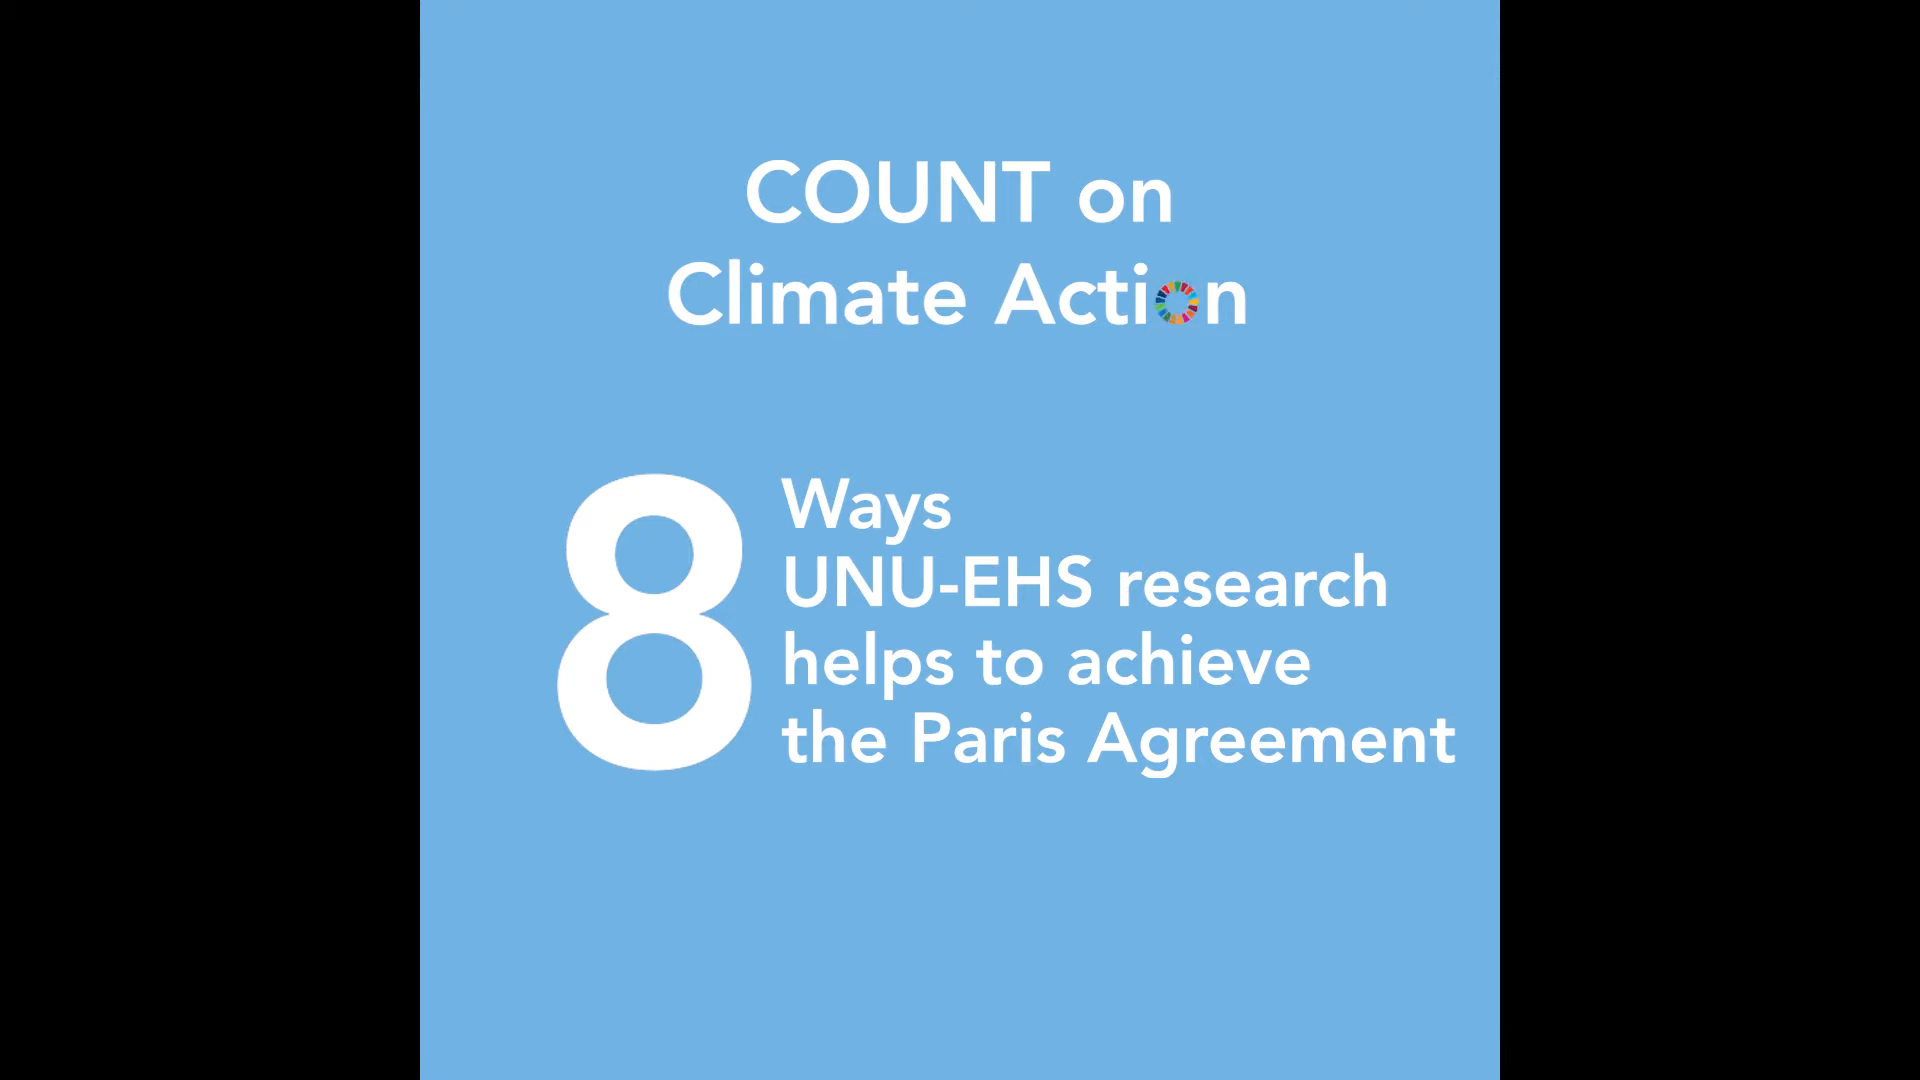 COUNT on
Climate Action
8
Ways
UNU-EHS research
helps to achieve
the Paris Agreement